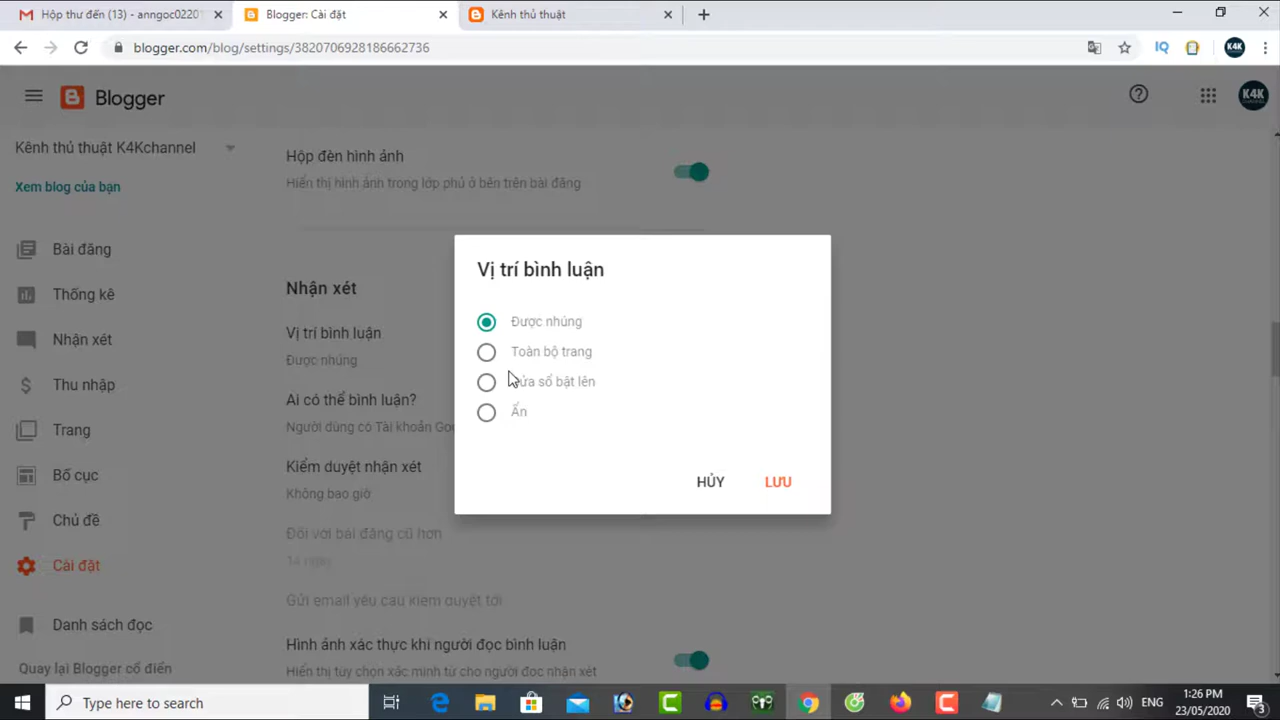 Hộp thư đến (13) - anngoc0220
Blogger: Cài đặt
Kênh thủ thuật
blogger.com/blog/settings/3820706928186662736
IQ
K4K
Blogger
K4K
Kênh thủ thuật K4Kchannel
Xem blog của bạn
Bài đăng
Thống kê
Nhận xét
Thu nhập
Trang
Bố cục
Chủ đề
Cài đặt
Danh sách đọc
Quay lại Blogger cổ điển
Hộp đèn hình ảnh
Hiển thị hình ảnh trong lớp phủ ở bên trên bài đăng
Nhận xét
Vị trí bình luận
Được nhúng
Ai có thể bình luận?
Người dùng có Tài khoản
Kiểm duyệt nhận xét
Không bao giờ
Đối với bài đăng cũ hơn
14 ngày
Gửi email yêu cầu kiểm duyệt tới
Hình ảnh xác thực khi người đọc bình luận
Hiển thị tùy chọn xác minh từ cho người đọc nhận xét
Vị trí bình luận
Được nhúng
Toàn bộ trang
sổ bật lên
Ẩn
HỦY
LƯU
Type here to search
ENG
1:26 PM
23/05/2020
3